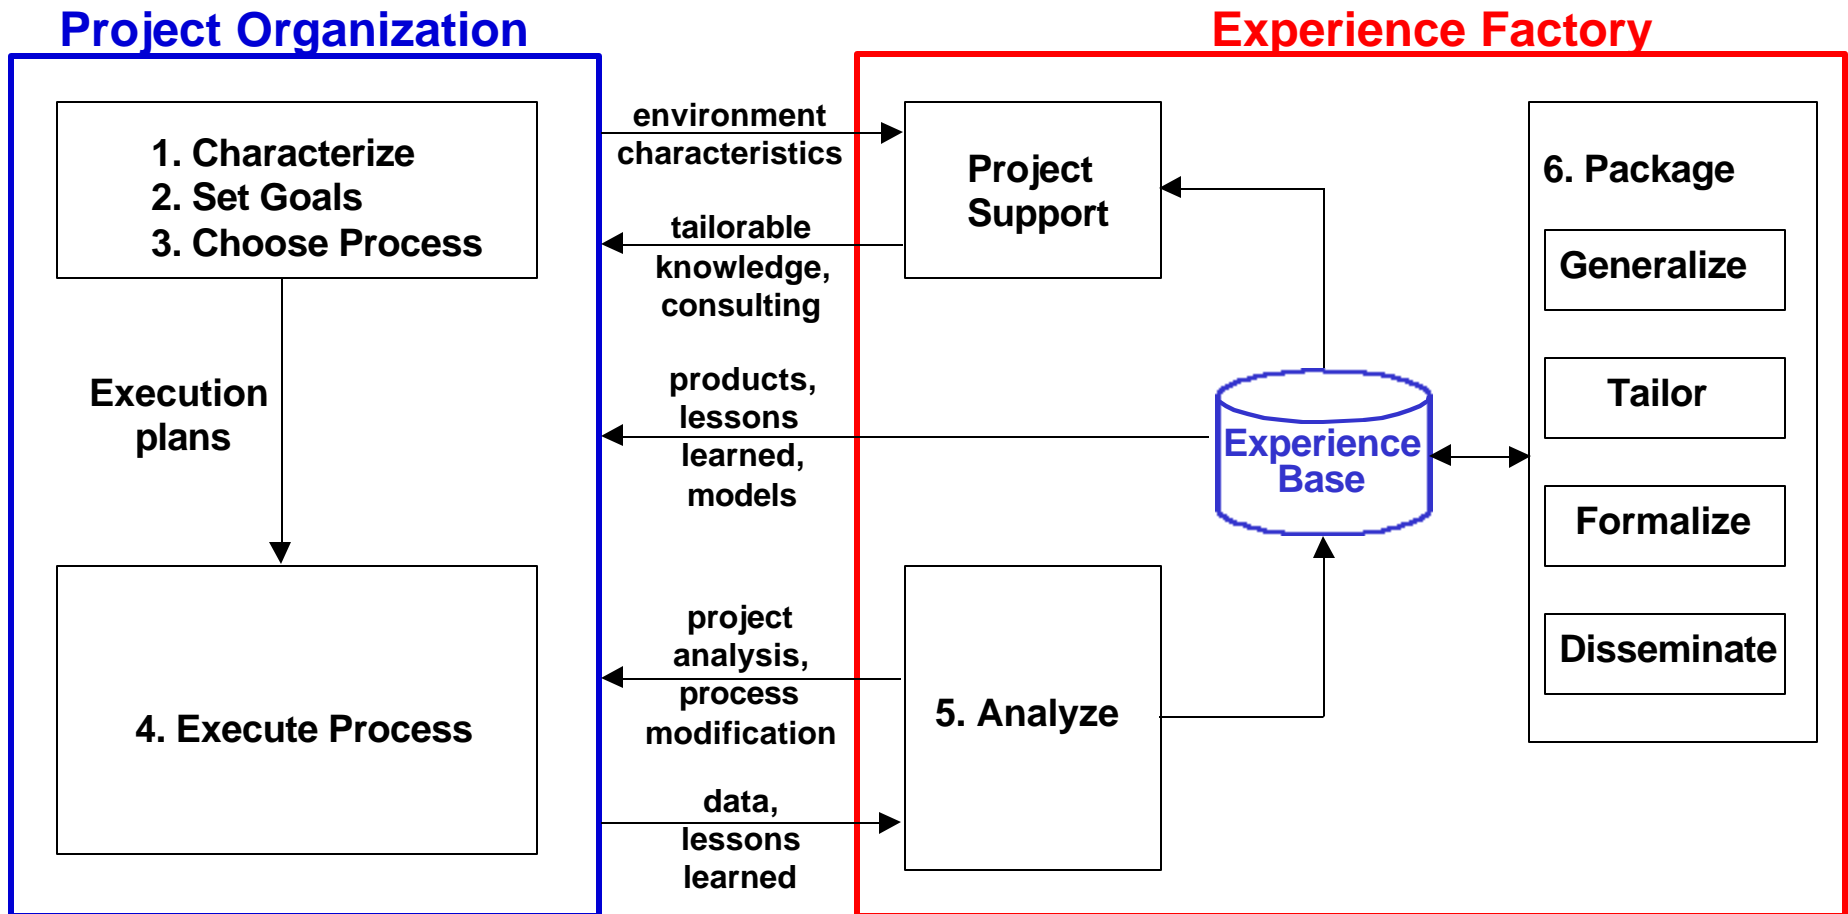 Project Organization
Experience Factory
1. Characterize
2. Set Goals
3. Choose Process
Execution
plans
4. Execute Process
environment
characteristics
tailorable
knowledge,
consulting
products,
lessons
learned,
models
project
analysis,
process
modification
data,
lessons
learned
Project
Support
Experience
Base
5. Analyze
6. Package
Generalize
Tailor
Formalize
Disseminate